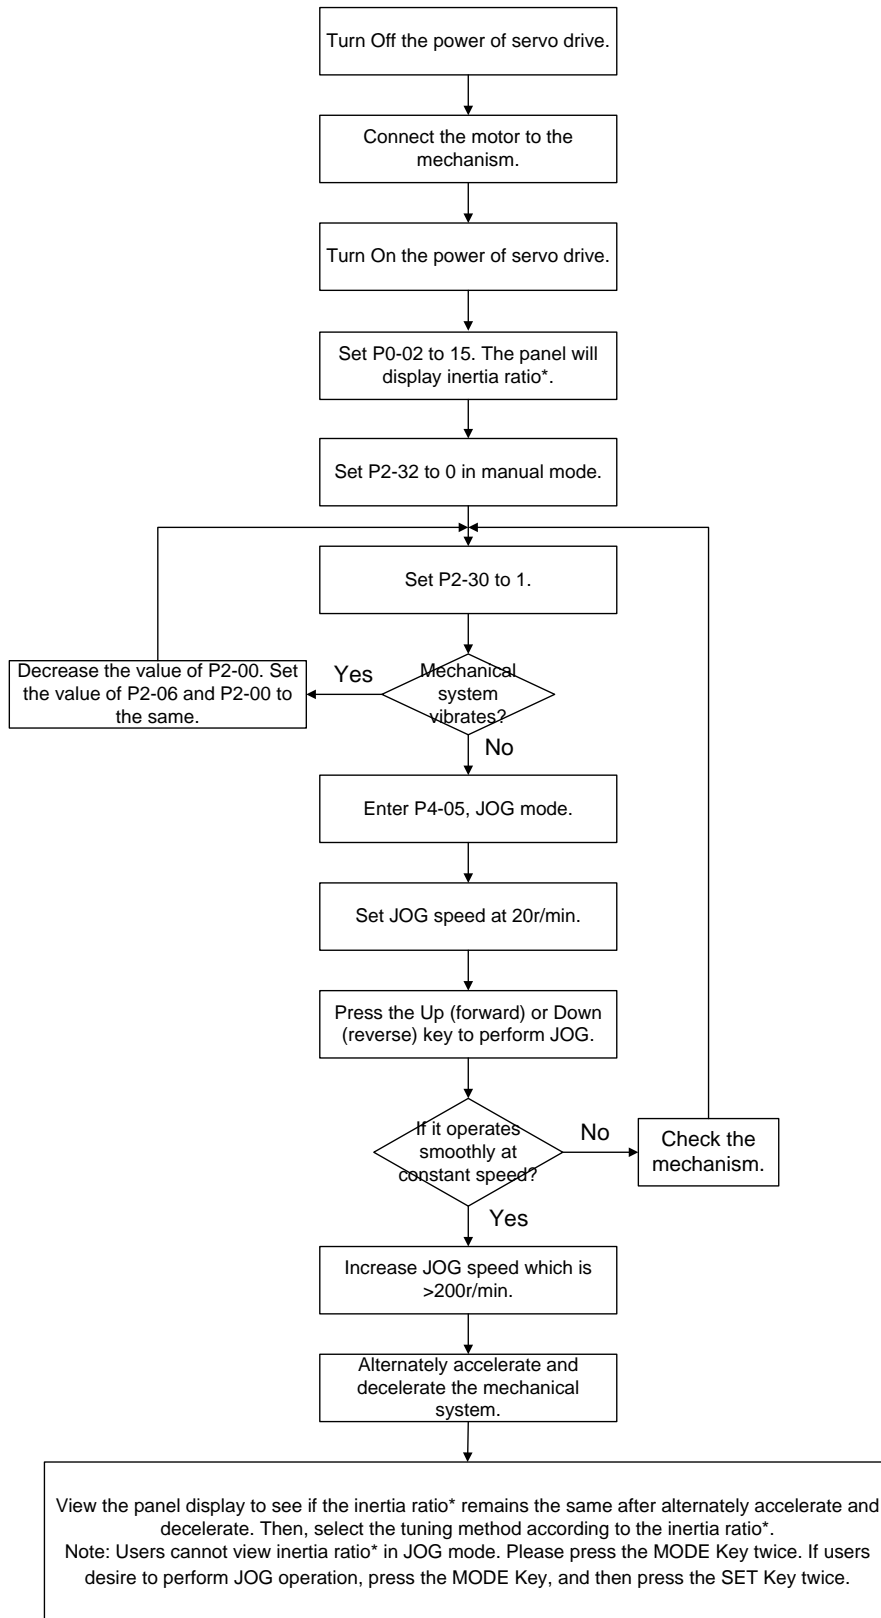 Turn Off the power of servo drive.
Connect the motor to the
mechanism.
Turn On the power of servo drive.
Set P0-02 to 15. The panel will
display inertia ratio*.
Set P2-32 to 0 in manual mode.
Set P2-30 to 1.
Mechanical
system
vibrates?
Yes
Decrease the value of P2-00. Set
the value of P2-06 and P2-00 to
the same.
No
Enter P4-05, JOG mode.
Set JOG speed at 20r/min.
Press the Up (forward) or Down
(reverse) key to perform JOG.
If it operates
smoothly at
constant speed?
No
Check the
mechanism.
Yes
Increase JOG speed which is
>200r/min.
Alternately accelerate and
decelerate the mechanical
system.
View the panel display to see if the inertia ratio* remains the same after alternately accelerate and
decelerate. Then, select the tuning method according to the inertia ratio*.
Note: Users cannot view inertia ratio* in JOG mode. Please press the MODE Key twice. If users
desire to perform JOG operation, press the MODE Key, and then press the SET Key twice.